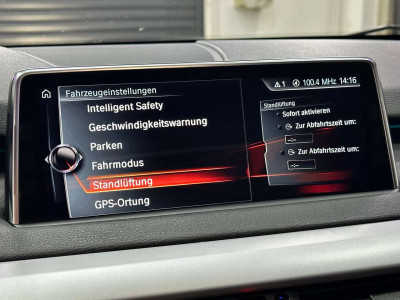 Fahrzeugeinstellungen
1 100.4 MHz 14:16
Intelligent Safety
Geschwindigkeitswarnung
Parken
Fahrmodus
Standlüftung
GPS-Ortung
Standlüftung
Sofort aktivieren
Zur Abfahrtszeit um:
--:--
Zur Abfahrtszeit um:
--:--